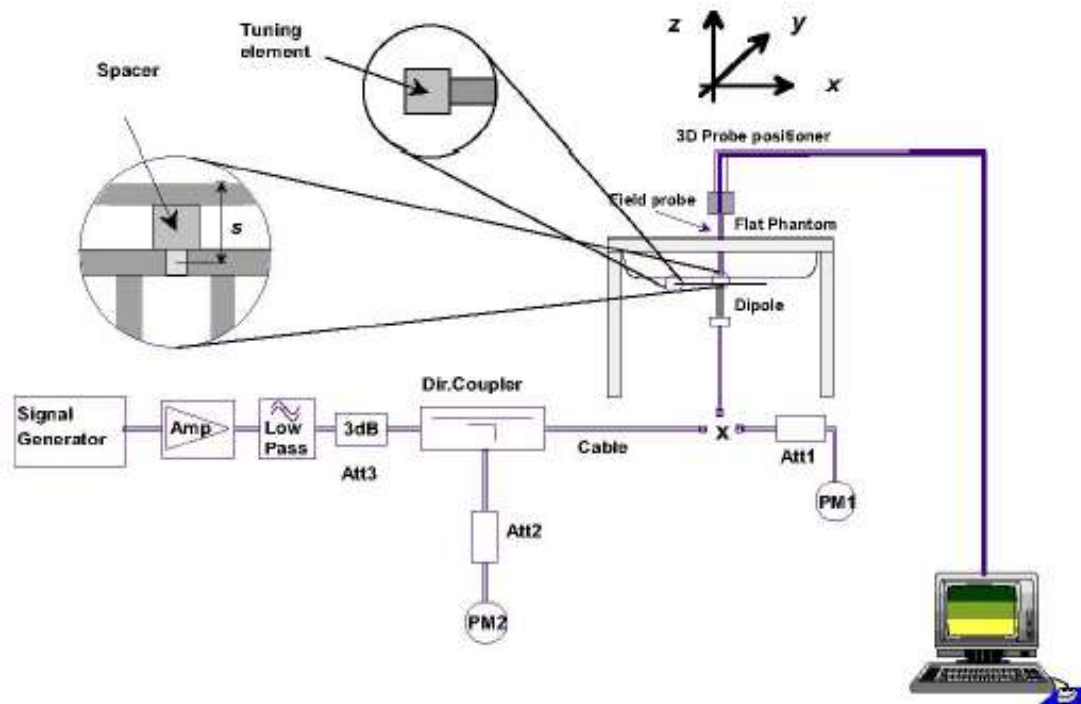 Tuning
element
Spacer
z
y
x
s
3D Probe positioner
Field probe
Flat Phantom
Dipole
Signal
Generator
Amp
Low
Pass
3dB
Att3
Dir.Coupler
Cable
x
Att1
PM1
Att2
PM2